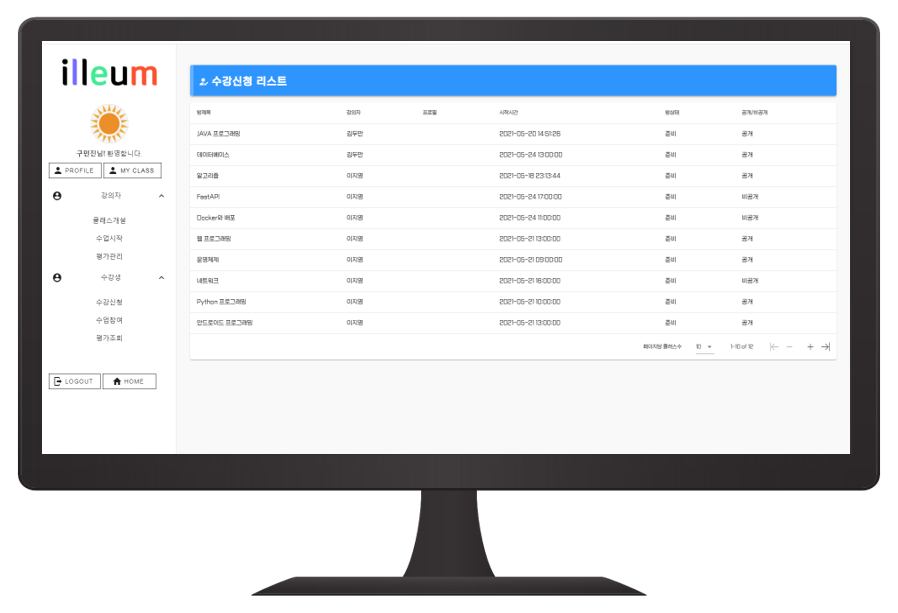 illeum
구민진님! 환영합니다
PROFILE MY CLASS
강의자
클래스개설
수업시작
평가관리
수강생
수강신청
수업참여
평가조회
LOGOUT HOME
수강신청 리스트
방제목 강의자 프로필 시작시간 방상태 공개/비공개
JAVA 프로그래밍 김두만 2021-05-20 14:51:26 준비 공개
데이터베이스 김두만 2021-05-24 13:00:00 준비 공개
알고리즘 이지영 2021-05-18 23:13:44 준비 공개
FastAPI 이지영 2021-05-24 17:00:00 준비 비공개
Docker와 배포 이지영 2021-05-24 11:00:00 준비 비공개
웹 프로그래밍 이지영 2021-05-21 13:00:00 준비 공개
운영체제 이지영 2021-05-21 09:00:00 준비 공개
네트워크 이지영 2021-05-21 16:00:00 준비 비공개
Python 프로그래밍 이지영 2021-05-21 10:00:00 준비 공개
안드로이드 프로그래밍 이지영 2021-05-21 13:00:00 준비 공개
페이지당 클래스수 10 1-10 of 12